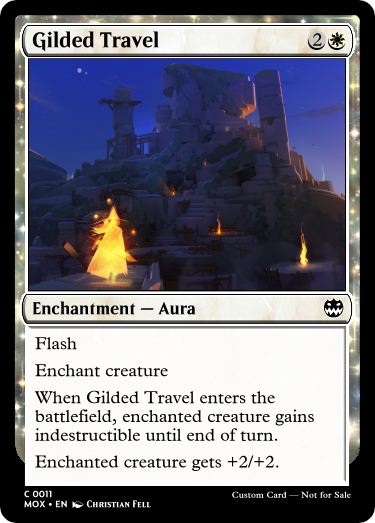 Gilded Travel 2
Enchantment — Aura
Flash
Enchant creature
When Gilded Travel enters the
battlefield, enchanted creature gains
indestructible until end of turn.
Enchanted creature gets +2/+2.
C 0011
MOX • EN Christian Fell
Custom Card — Not for Sale